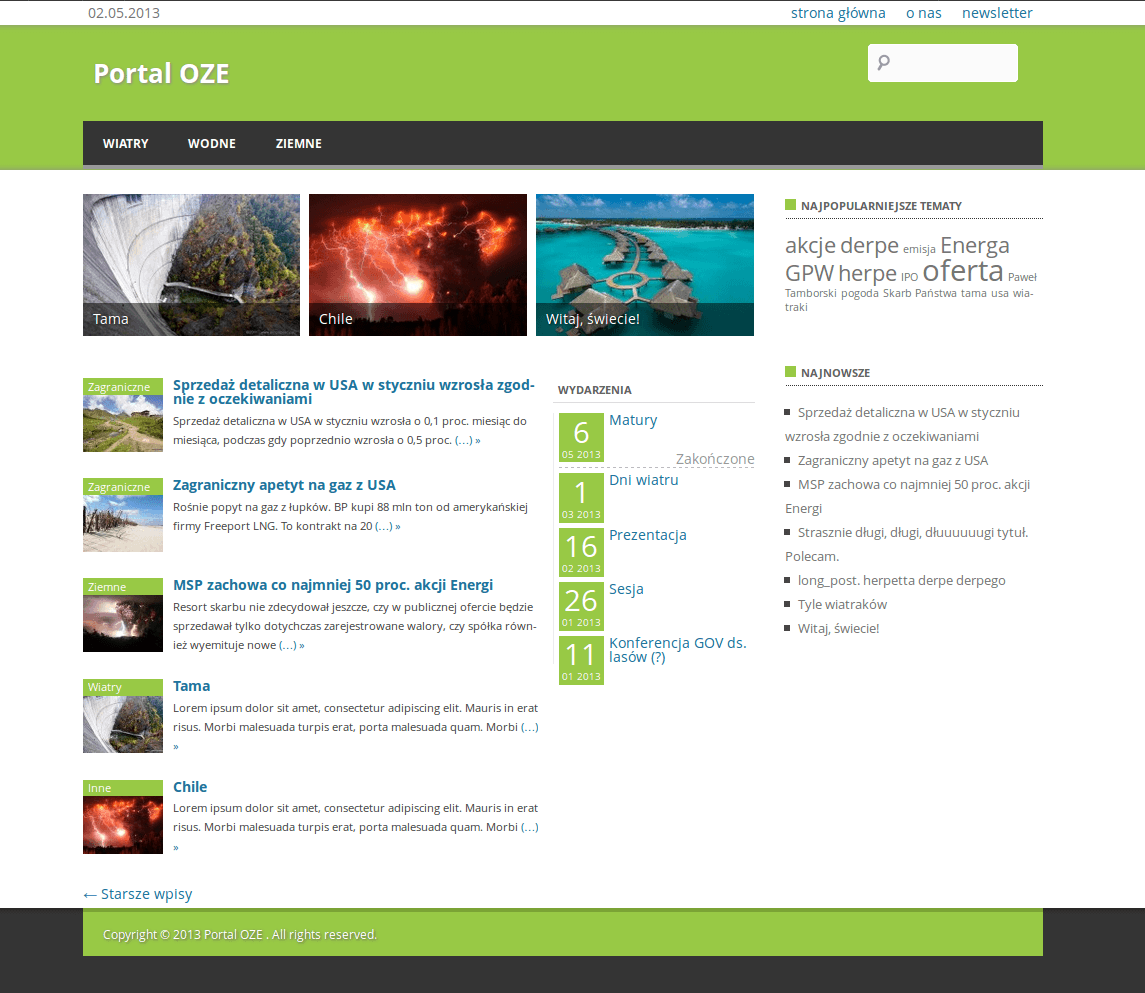 02.05.2013
strona główna o nas newsletter
Portal OZE
WIATRY WODNE ZIEMNE
Tama
Chile
Witaj, świecie!
NAJPOPULARNIEJSZE TEMATY
akcje derpe emisja Energa
GPW herpe IPO oferta Paweł
Tamborski pogoda Skarb Państwa tama usa wia-
traki
Zagraniczne
Sprzedaż detaliczna w USA w styczniu wzrosła zgod-
nie z oczekiwaniami
Sprzedaż detaliczna w USA w styczniu wzrosła o 0,1 proc. miesiąc do
miesiąca, podczas gdy poprzednio wzrosła o 0,5 proc. (…) »
Zagraniczne
Zagraniczny apetyt na gaz z USA
Rośnie popyt na gaz z łupków. BP kupi 88 mln ton od amerykańskiej
firmy Freeport LNG. To kontrakt na 20 (…) »
Ziemne
MSP zachowa co najmniej 50 proc. akcji Energi
Resort skarbu nie zdecydował jeszcze, czy w publicznej ofercie będzie
sprzedawał tylko dotychczas zarejestrowane walory, czy spółka równ-
ież wyemituje nowe (…) »
Wiatry
Tama
Lorem ipsum dolor sit amet, consectetur adipiscing elit. Mauris in erat
risus. Morbi malesuada turpis erat, porta malesuada quam. Morbi (…)
»
Inne
Chile
Lorem ipsum dolor sit amet, consectetur adipiscing elit. Mauris in erat
risus. Morbi malesuada turpis erat, porta malesuada quam. Morbi (…)
»
← Starsze wpisy
WYDARZENIA
6
05 2013
Matury
Zakończone
1
03 2013
Dni wiatru
16
02 2013
Prezentacja
26
01 2013
Sesja
11
01 2013
Konferencja GOV ds.
lasów (?)
NAJNOWSZE
Sprzedaż detaliczna w USA w styczniu
wzrosła zgodnie z oczekiwaniami
Zagraniczny apetyt na gaz z USA
MSP zachowa co najmniej 50 proc. akcji
Energi
Strasznie długi, długi, dłuuuuuugi tytuł.
Polecam.
long_post. herpetta derpe derpego
Tyle wiatraków
Witaj, świecie!
Copyright © 2013 Portal OZE . All rights reserved.